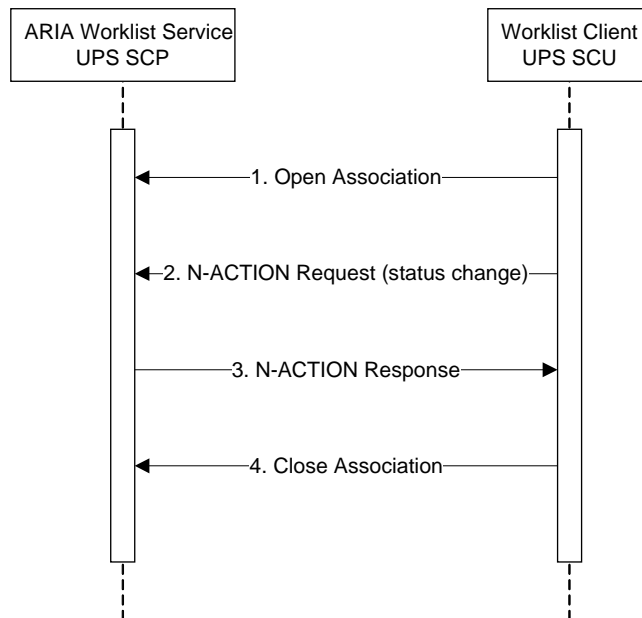 ARIA Worklist Service
UPS SCP
Worklist Client
UPS SCU
1. Open Association
2. N-ACTION Request (status change)
3. N-ACTION Response
4. Close Association